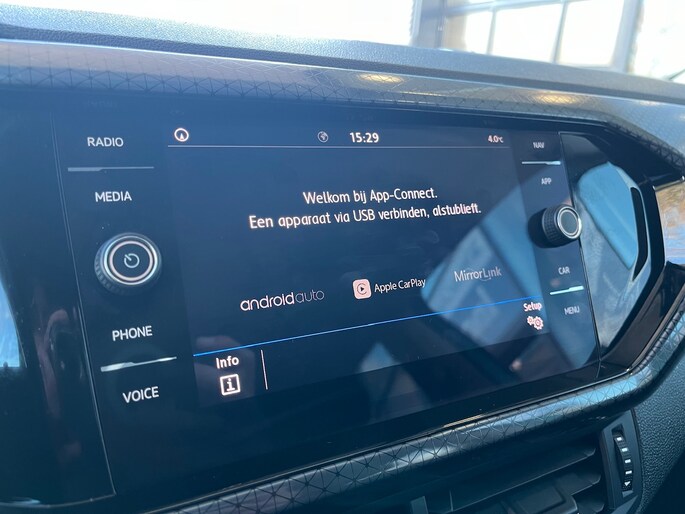 RADIO
MEDIA
PHONE
VOICE
15:29
4.0°C
Welkom bij App-Connect.
Een apparaat via USB verbinden, alstublieft.
androidauto
Apple CarPlay
MirrorLink
Setup
Info
i
NAV
APP
CAR
MENU